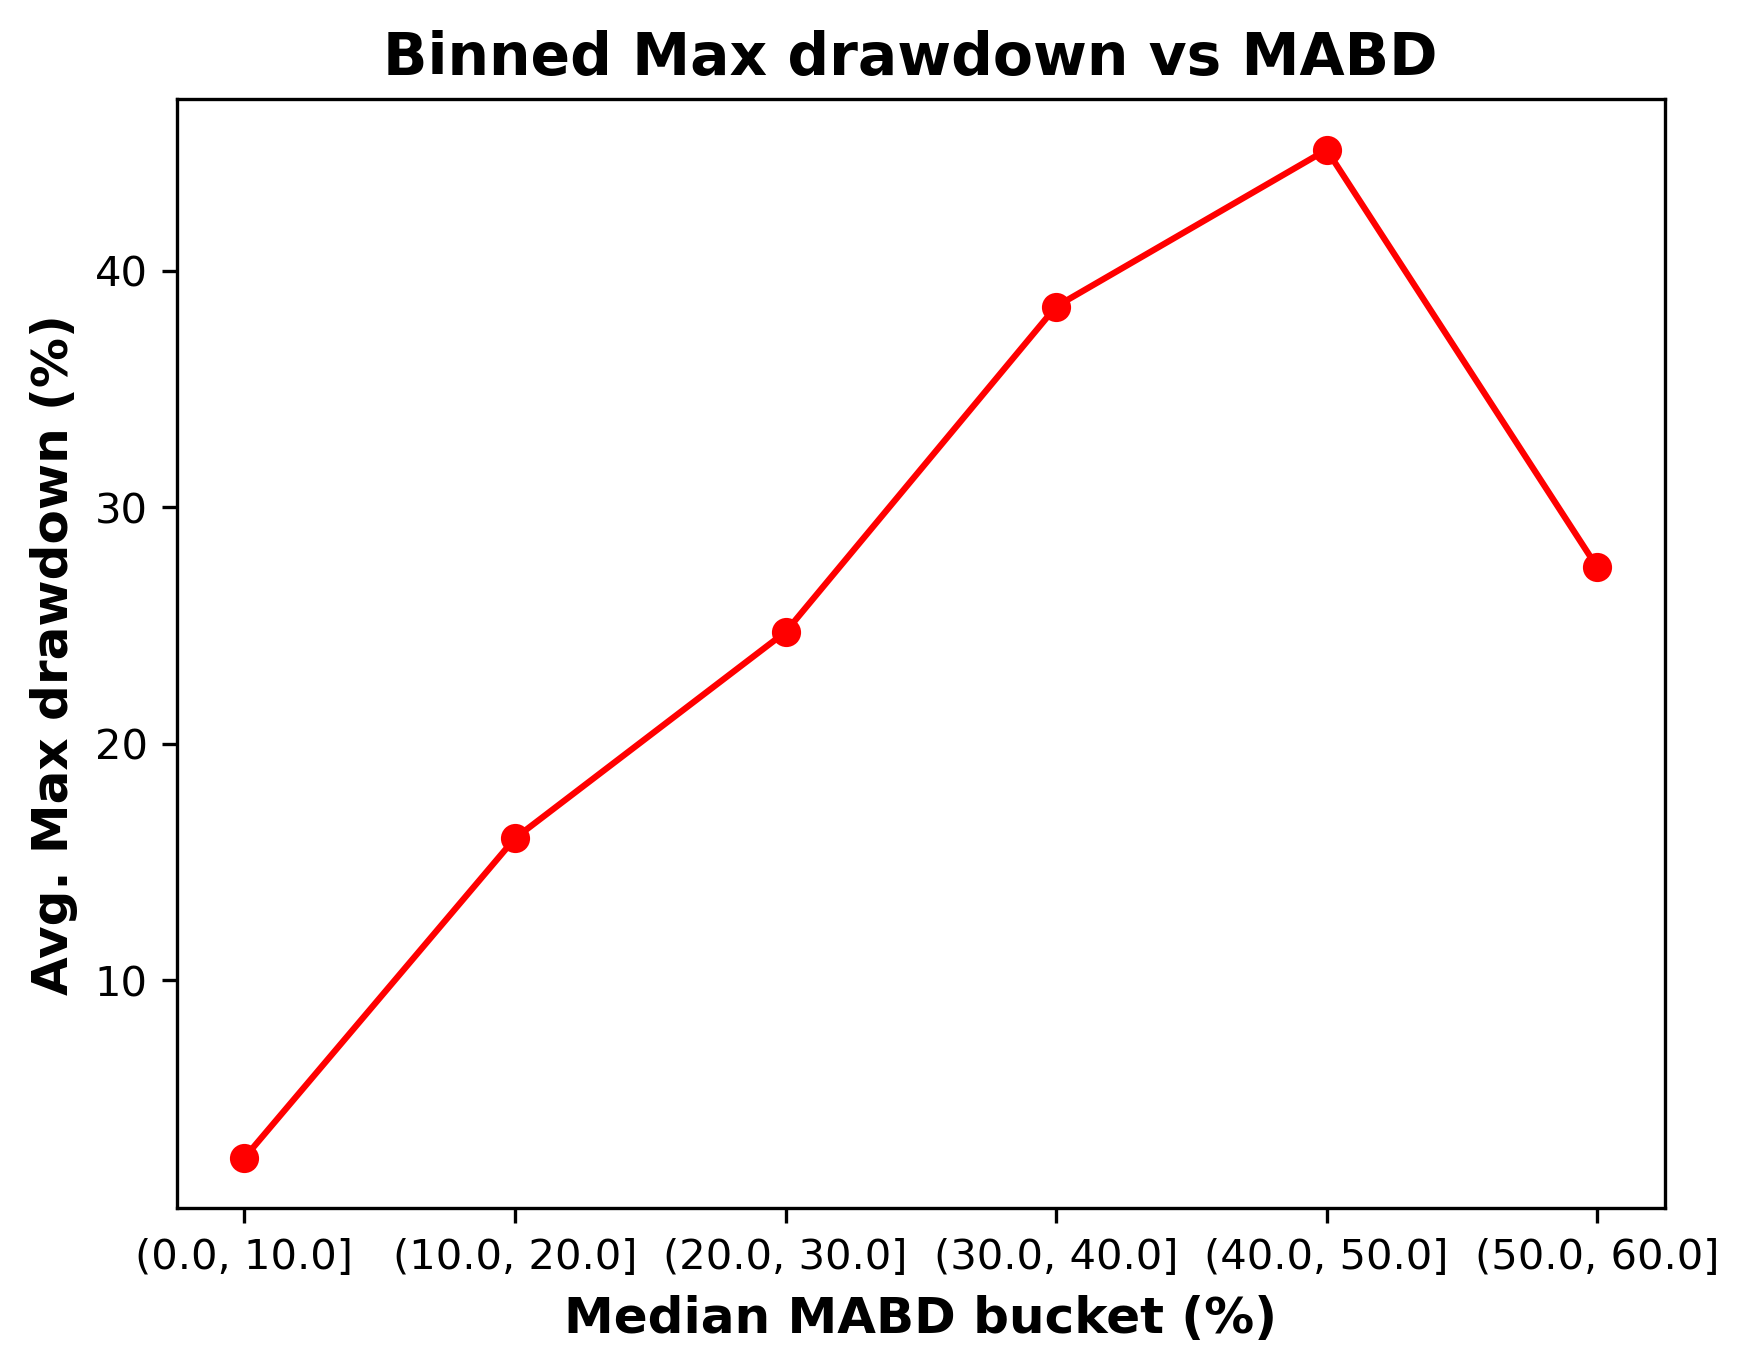 Binned Max drawdown vs MABD
Avg. Max drawdown (%)
40
30
20
10
(0.0, 10.0] (10.0, 20.0] (20.0, 30.0] (30.0, 40.0] (40.0, 50.0] (50.0, 60.0]
Median MABD bucket (%)